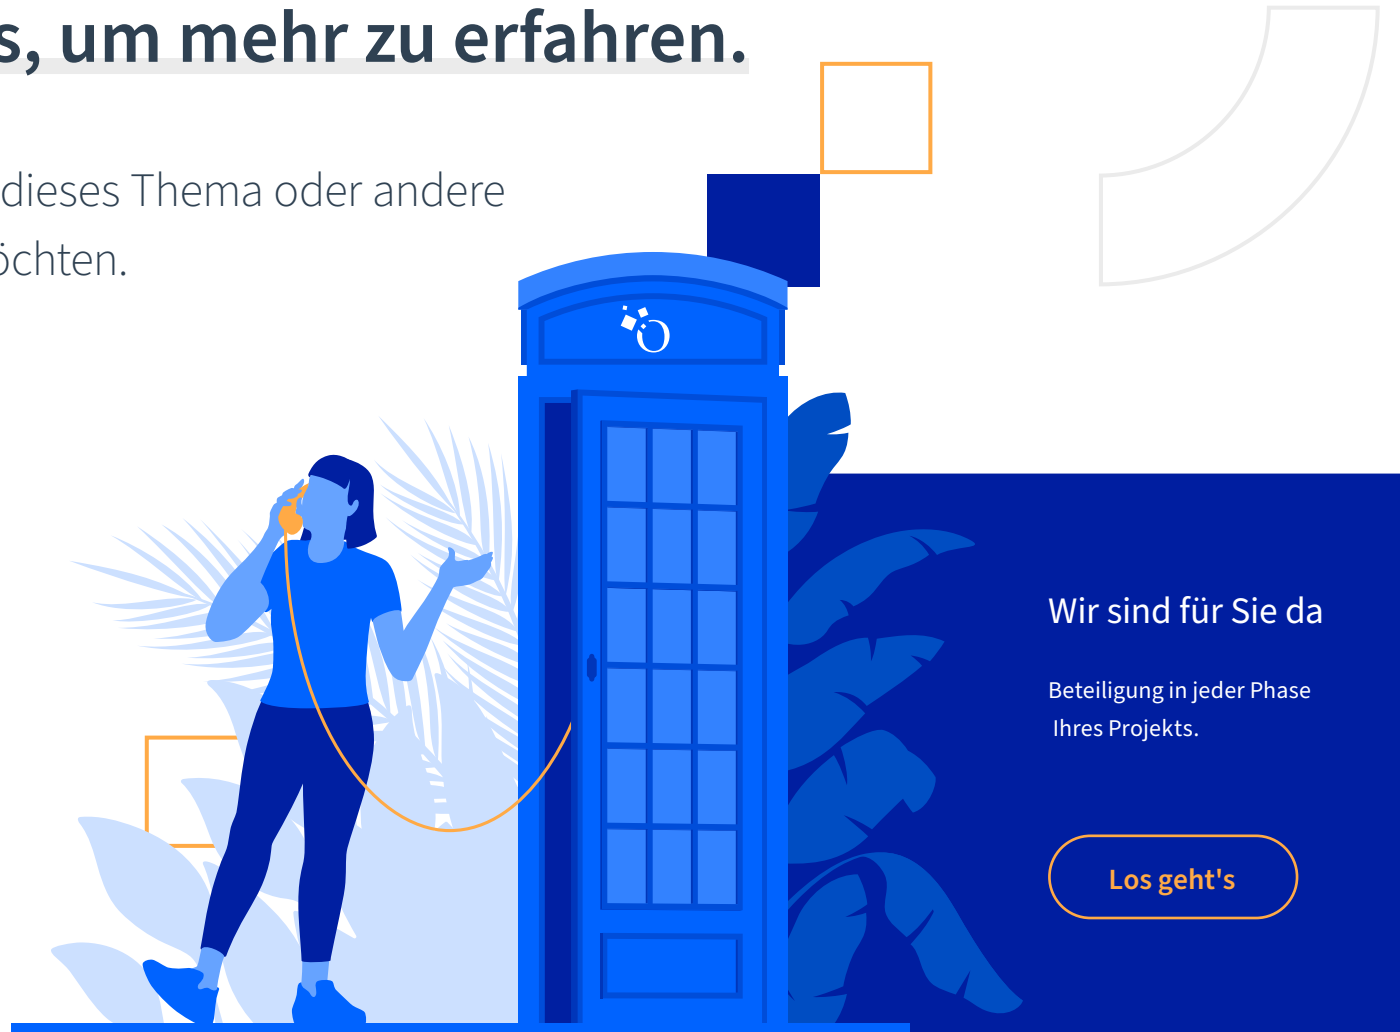 s, um mehr zu erfahren.
dieses Thema oder andere
öchten.
Wir sind für Sie da
Beteiligung in jeder Phase
Ihres Projekts.
Los geht's